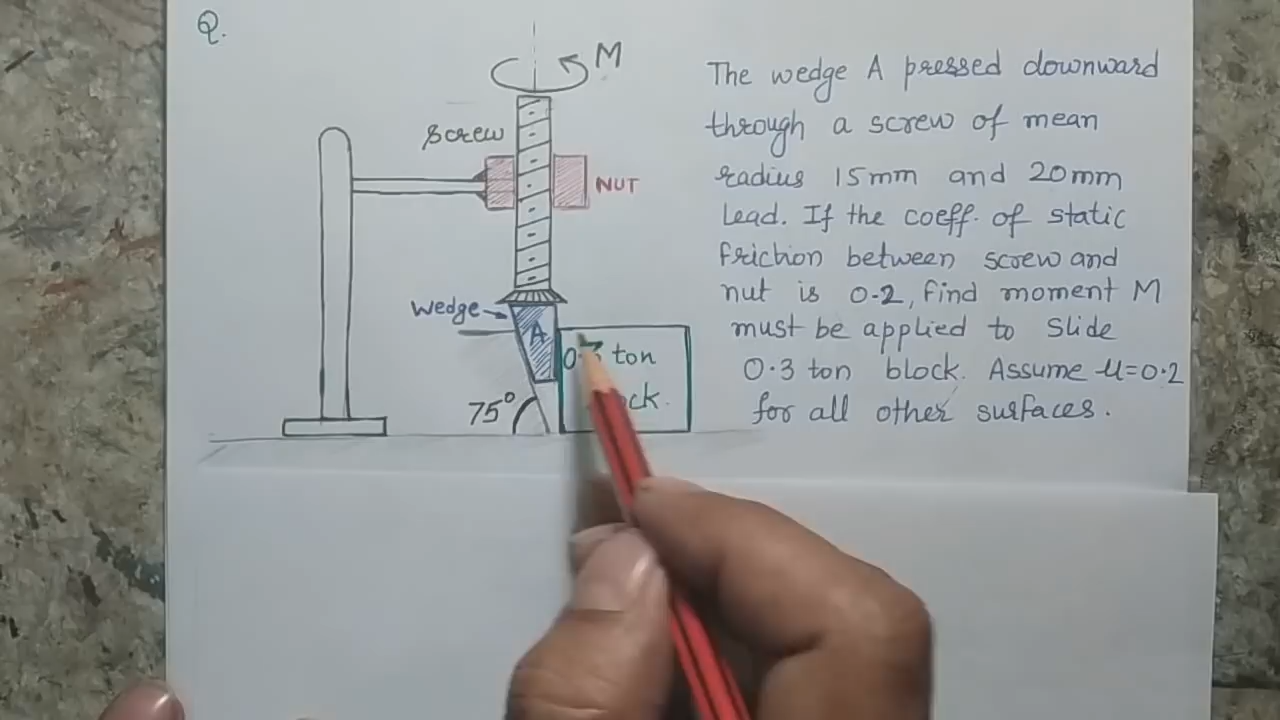 Q.
M
Screw
NUT
wedge
A
ton
75°
The wedge A pressed downward
through a screw of mean
radius 15mm and 20mm
Lead. If the coeff. of static
friction between screw and
nut is 0.2, find moment M
must be applied to slide
0.3 ton block. Assume μ=0.2
for all other surfaces.